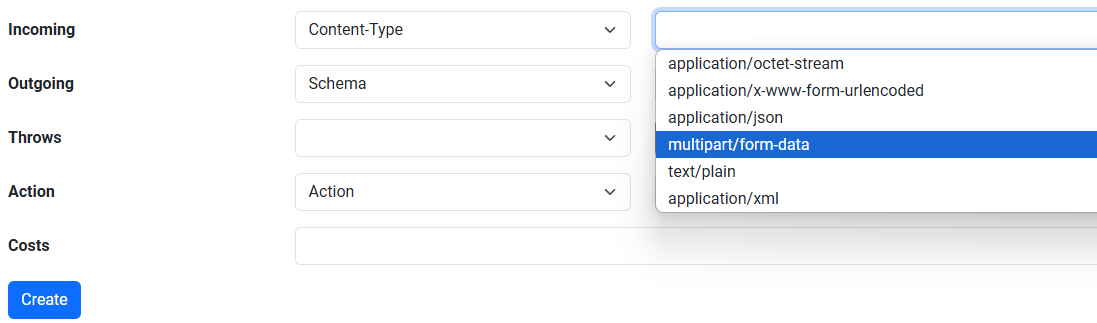 Incoming
Content-Type
application/octet-stream
Outgoing
Schema
application/x-www-form-urlencoded
application/json
Throws
multipart/form-data
text/plain
Action
Action
application/xml
Costs
Create